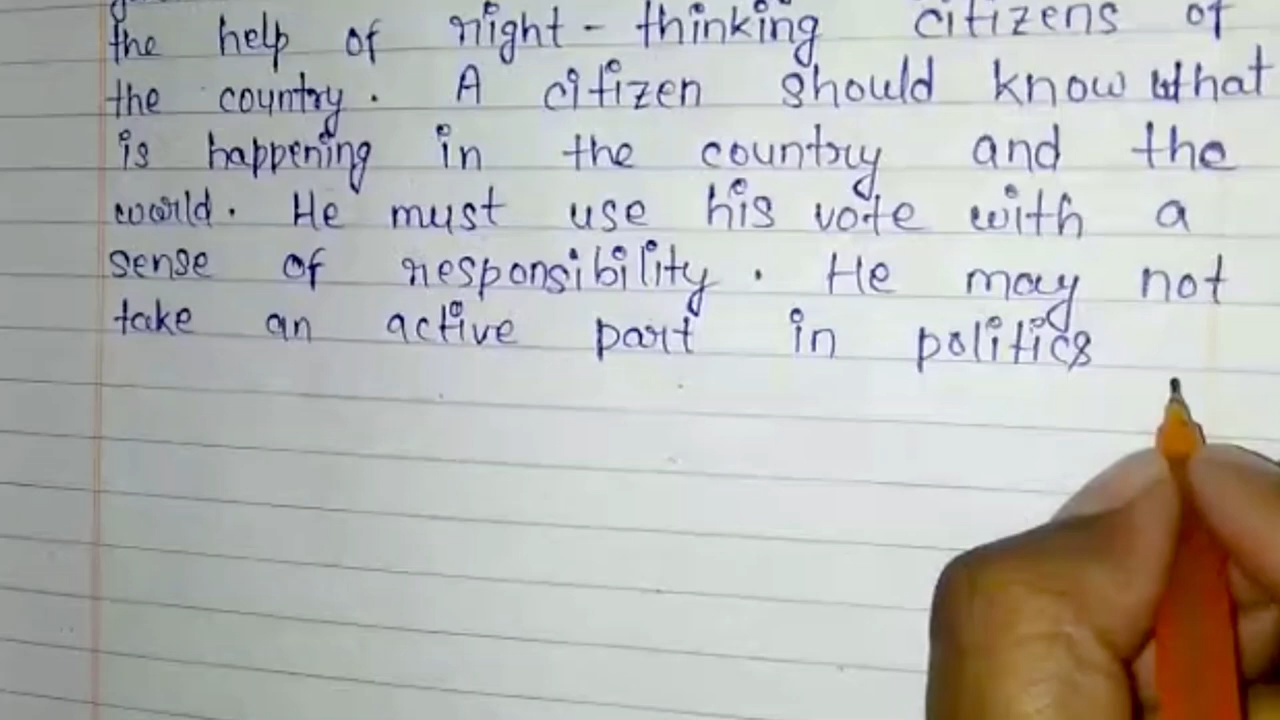 the help of right - thinking citizens of
the country. A citizen should know what
is happening in the country and the
world. He must use his vote with a
sense of responsibility. He may not
take an active part in politics